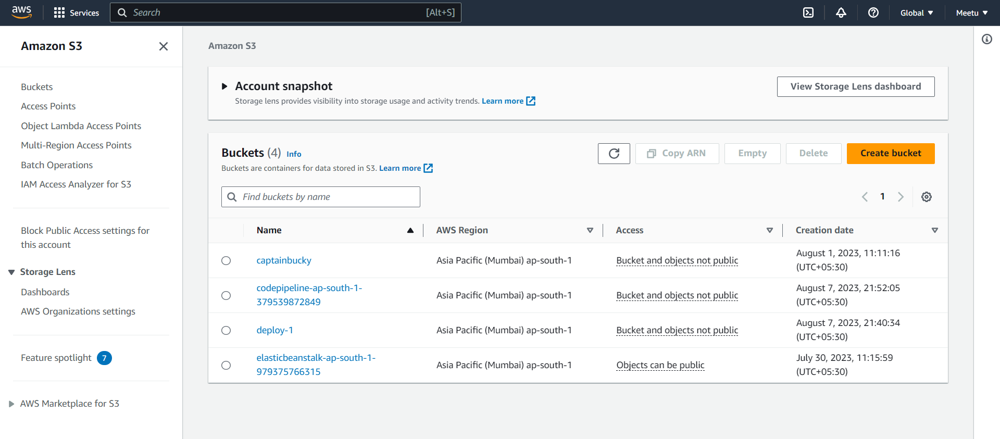 aws
Services
Search
[Alt+S]
Global
Meetu
Amazon S3
Buckets
Access Points
Object Lambda Access Points
Multi-Region Access Points
Batch Operations
IAM Access Analyzer for S3
Block Public Access settings for
this account
Storage Lens
Dashboards
AWS Organizations settings
Feature spotlight 7
AWS Marketplace for S3
Amazon S3
Account snapshot
Storage lens provides visibility into storage usage and activity trends. Learn more
View Storage Lens dashboard
Buckets (4) Info
Buckets are containers for data stored in S3. Learn more
Copy ARN
Empty
Delete
Create bucket
Find buckets by name
1
Name
AWS Region
Access
Creation date
captainbucky
Asia Pacific (Mumbai) ap-south-1
Bucket and objects not public
August 1, 2023, 11:11:16
(UTC+05:30)
codepipeline-ap-south-1-
379539872849
Asia Pacific (Mumbai) ap-south-1
Bucket and objects not public
August 7, 2023, 21:52:05
(UTC+05:30)
deploy-1
Asia Pacific (Mumbai) ap-south-1
Bucket and objects not public
August 7, 2023, 21:40:34
(UTC+05:30)
elasticbeanstalk-ap-south-1-
979375766315
Asia Pacific (Mumbai) ap-south-1
Objects can be public
July 30, 2023, 11:15:59
(UTC+05:30)